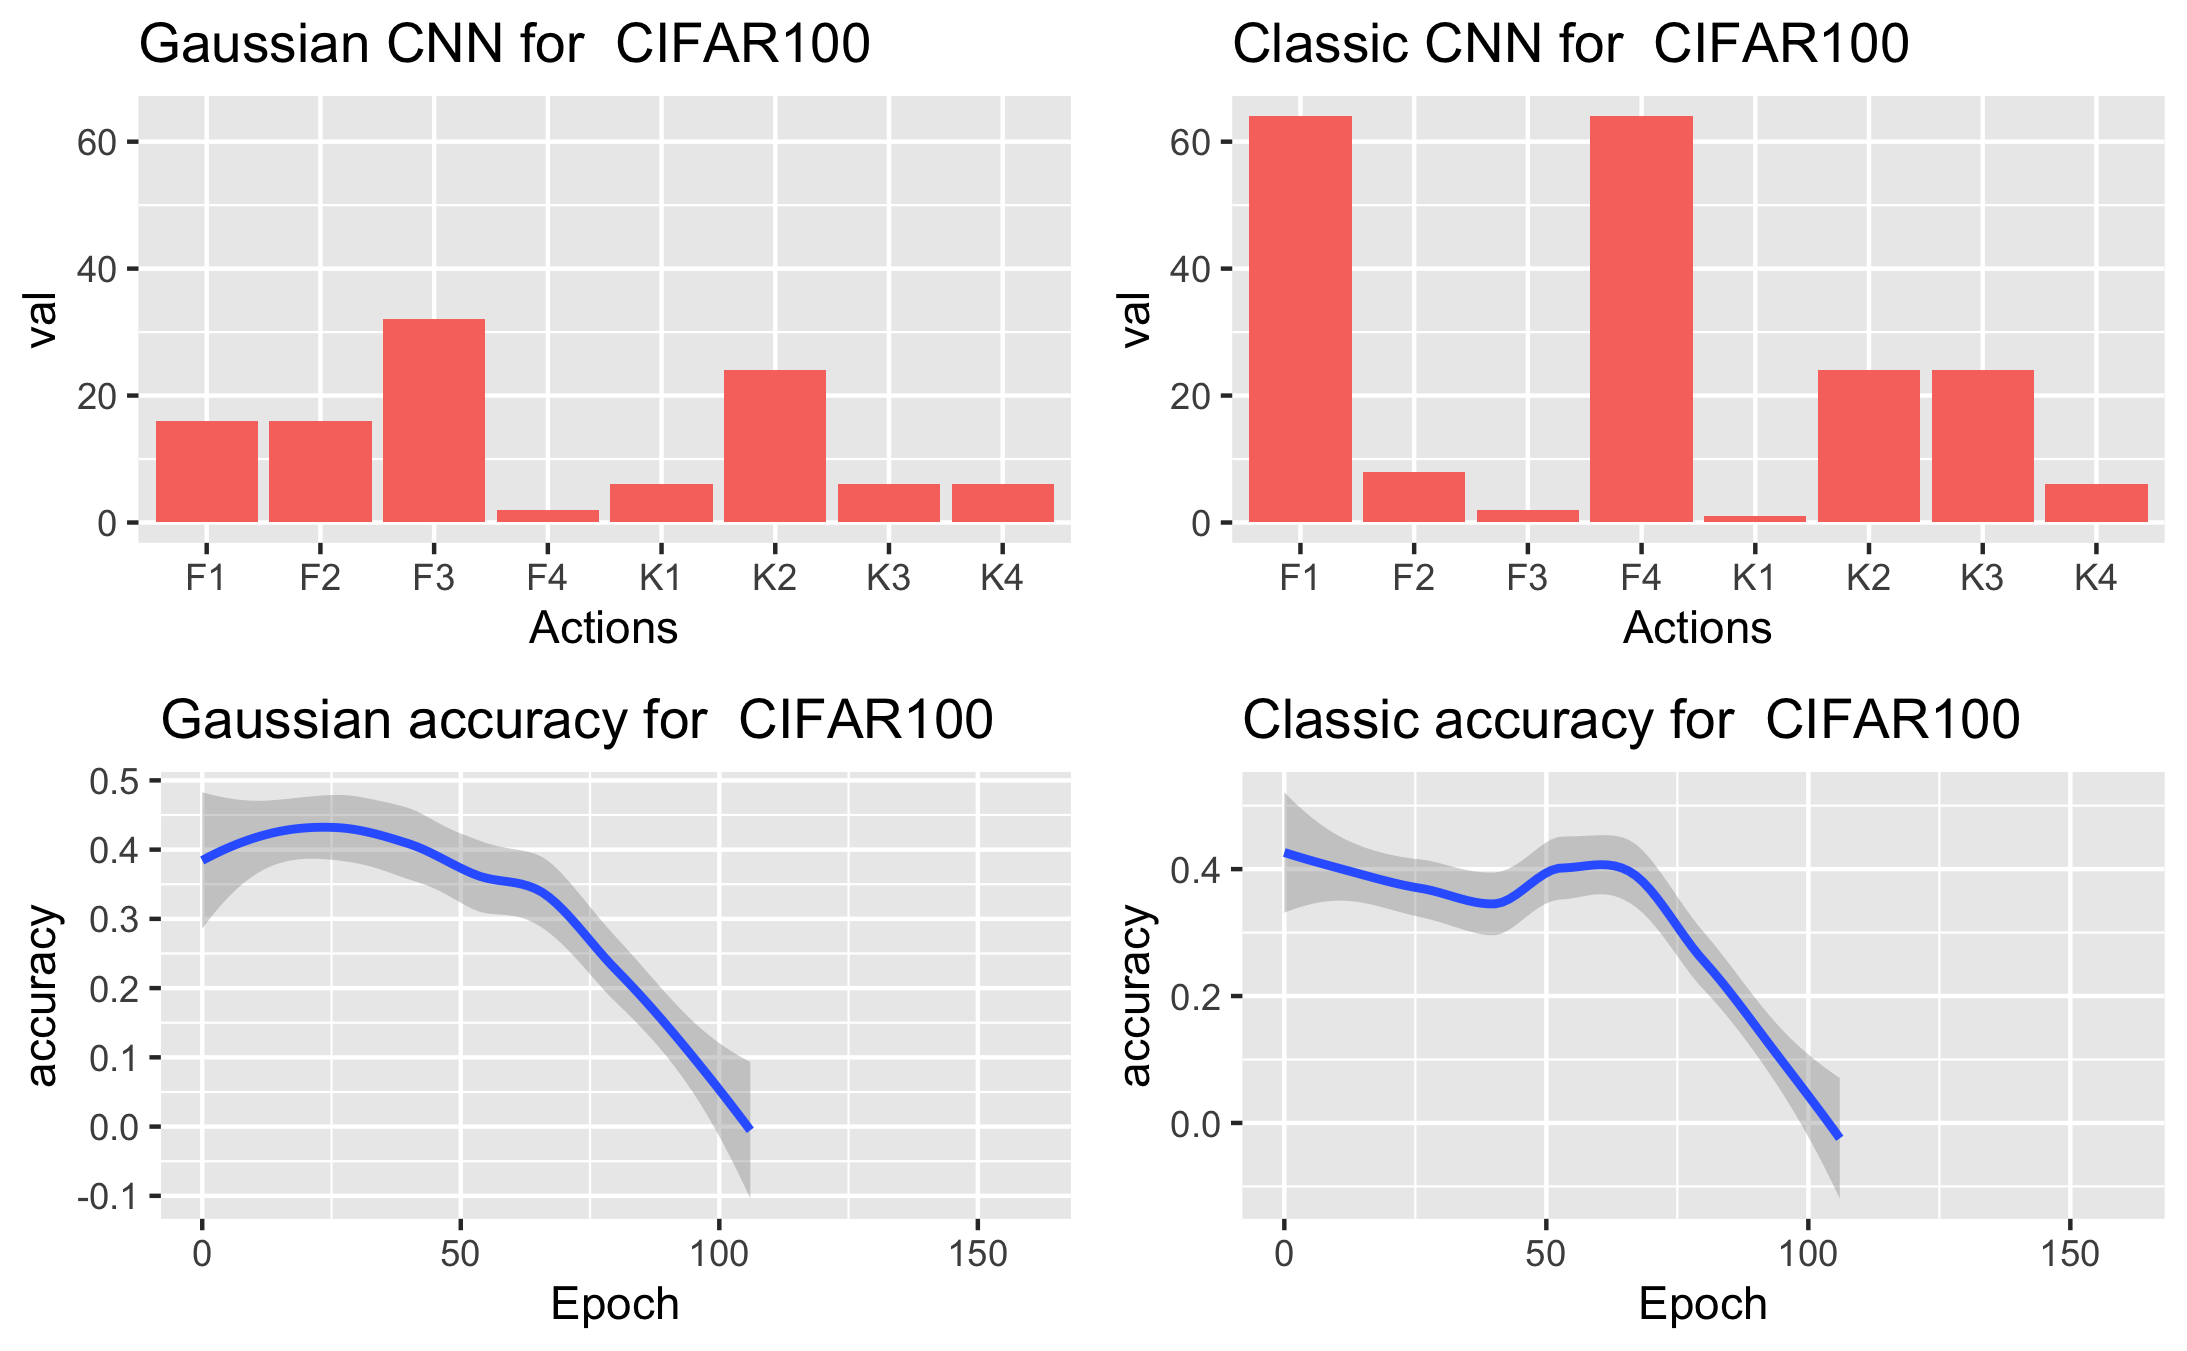 Gaussian CNN for  CIFAR100
60
40
20
0
val
F1 F2 F3 F4 K1 K2 K3 K4
Actions
Classic CNN for  CIFAR100
60
40
20
0
val
F1 F2 F3 F4 K1 K2 K3 K4
Actions
Gaussian accuracy for  CIFAR100
0.5
0.4
0.3
0.2
0.1
0.0
-0.1
accuracy
0 50 100 150
Epoch
Classic accuracy for  CIFAR100
0.4
0.2
0.0
accuracy
0 50 100 150
Epoch